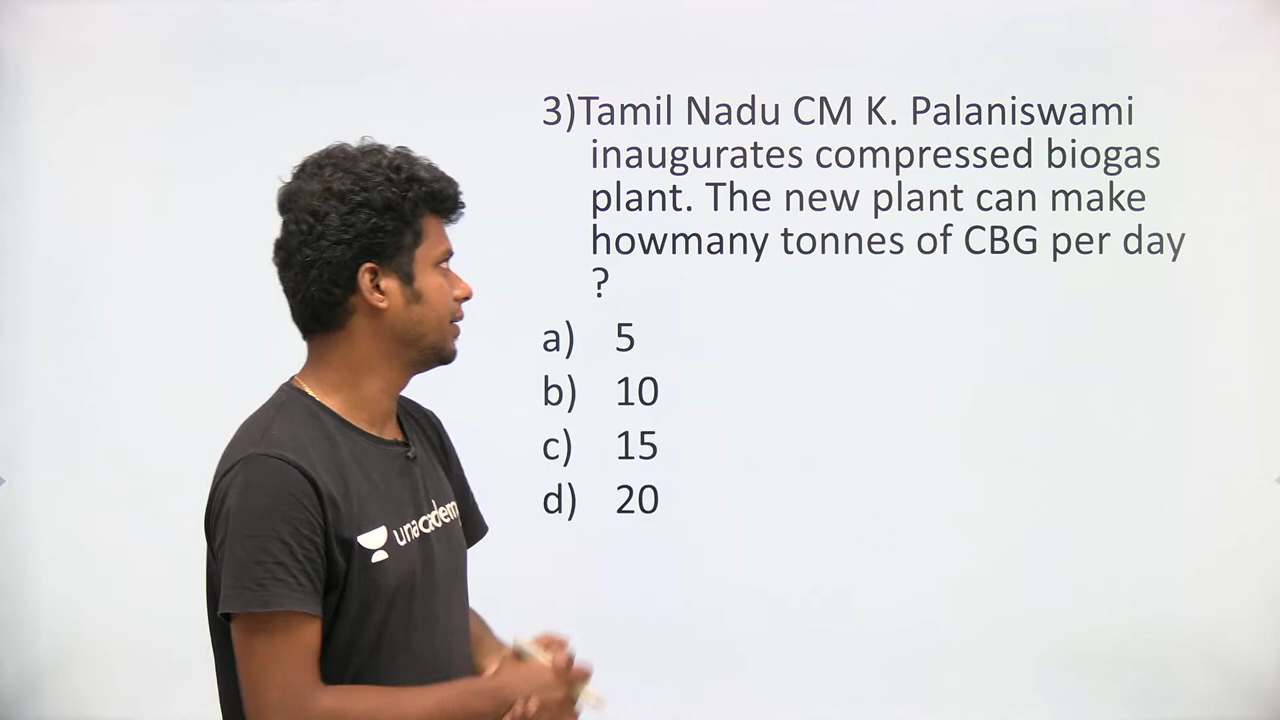 3)Tamil Nadu CM K. Palaniswami
inaugurates compressed biogas
plant. The new plant can make
howmany tonnes of CBG per day
?
a) 5
b) 10
c) 15
d) 20
unacadem